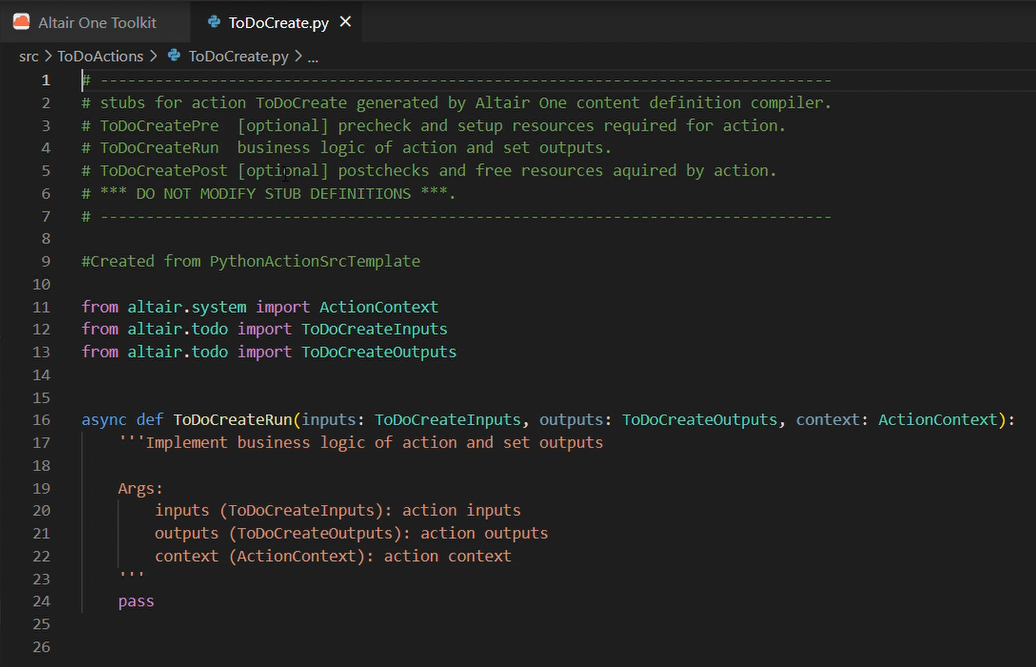 Altair One Toolkit
ToDoCreate.py ×
src > ToDoActions > ToDoCreate.py > ...
1 # --------------------------------------------------------------------------------
2 # stubs for action ToDoCreate generated by Altair One content definition compiler.
3 # ToDoCreatePre  [optional] precheck and setup resources required for action.
4 # ToDoCreateRun  business logic of action and set outputs.
5 # ToDoCreatePost [optional] postchecks and free resources aquired by action.
6 # *** DO NOT MODIFY STUB DEFINITIONS ***.
7 # --------------------------------------------------------------------------------
8
9 #Created from PythonActionSrcTemplate
10
11 from altair.system import ActionContext
12 from altair.todo import ToDoCreateInputs
13 from altair.todo import ToDoCreateOutputs
14
15
16 async def ToDoCreateRun(inputs: ToDoCreateInputs, outputs: ToDoCreateOutputs, context: ActionContext):
17     '''Implement business logic of action and set outputs
18
19     Args:
20         inputs (ToDoCreateInputs): action inputs
21         outputs (ToDoCreateOutputs): action outputs
22         context (ActionContext): action context
23     '''
24     pass
25
26